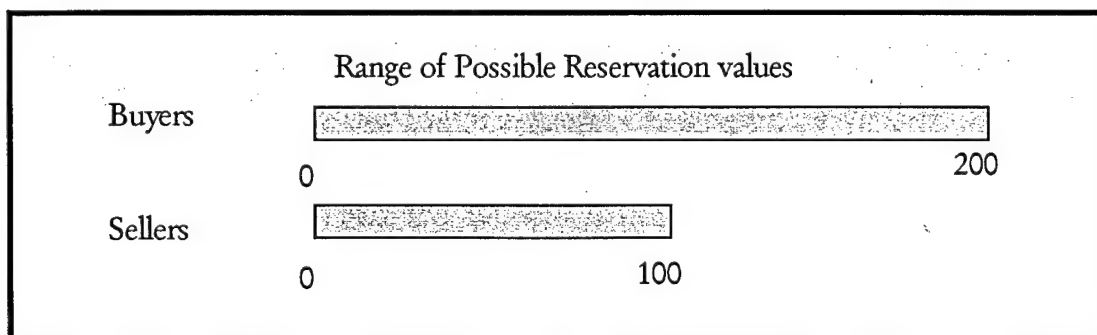 Range of Possible Reservation values
Buyers
0 200
Sellers
0 100